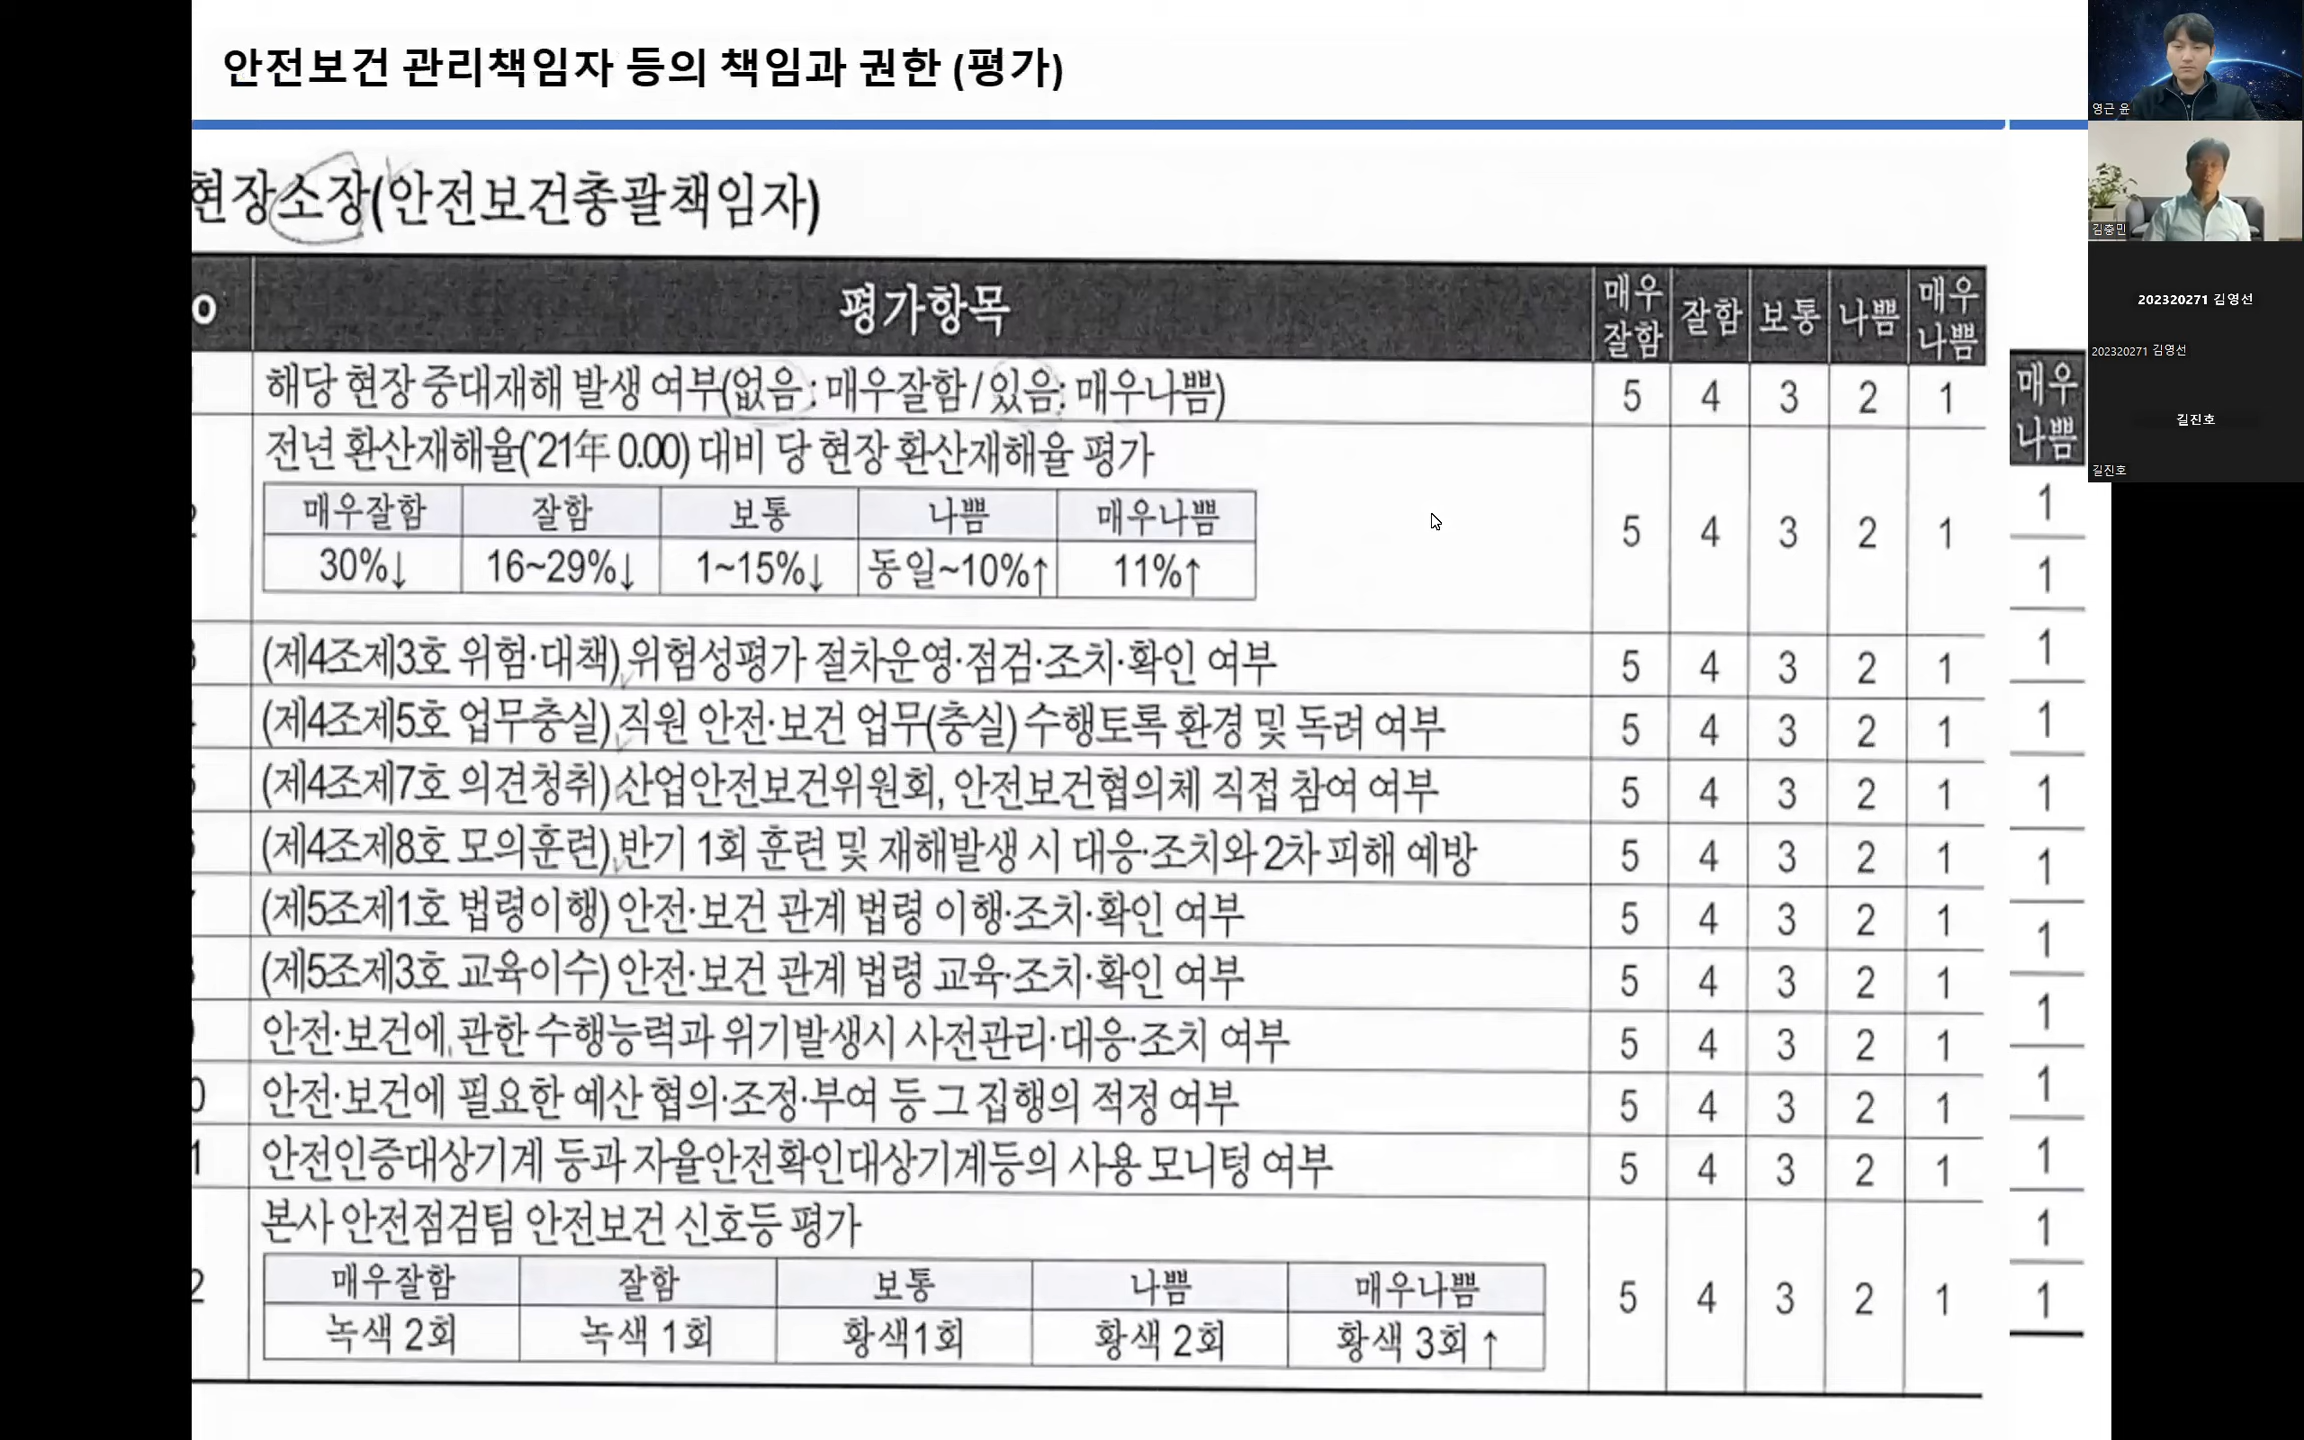 안전보건 관리책임자 등의 책임과 권한 (평가)
현장소장(안전보건총괄책임자)
o 평가항목 매우잘함 잘함 보통 나쁨 매우나쁨
해당 현장 중대재해 발생 여부(없음 : 매우잘함 / 있음: 매우나쁨) 5 4 3 2 1
전년 환산재해율('21年 0.00) 대비 당 현장 환산재해율 평가
매우잘함 잘함 보통 나쁨 매우나쁨
30%↓ 16~29%↓ 1~15%↓ 동일~10%↑ 11%↑
5 4 3 2 1
(제4조제3호 위험·대책) 위험성평가 절차운영·점검·조치·확인 여부 5 4 3 2 1
(제4조제5호 업무충실) 직원 안전·보건 업무(충실) 수행토록 환경 및 독려 여부 5 4 3 2 1
(제4조제7호 의견청취) 산업안전보건위원회, 안전보건협의체 직접 참여 여부 5 4 3 2 1
(제4조제8호 모의훈련) 반기 1회 훈련 및 재해발생 시 대응·조치와 2차 피해 예방 5 4 3 2 1
(제5조제1호 법령이행) 안전·보건 관계 법령 이행·조치·확인 여부 5 4 3 2 1
(제5조제3호 교육이수) 안전·보건 관계 법령 교육·조치·확인 여부 5 4 3 2 1
안전·보건에 관한 수행능력과 위기발생시 사전관리·대응·조치 여부 5 4 3 2 1
0 안전·보건에 필요한 예산 협의·조정·부여 등 그 집행의 적정 여부 5 4 3 2 1
1 안전인증대상기계 등과 자율안전확인대상기계등의 사용 모니텅 여부 5 4 3 2 1
본사 안전점검팀 안전보건 신호등 평가
2 매우잘함 잘함 보통 나쁨 매우나쁨
녹색 2회 녹색 1회 황색1회 황색 2회 황색 3회 ↑
5 4 3 2 1
매우
나쁨
1
1
1
1
1
1
1
1
1
1
1
1
영근 윤
김충민
202320271 김영선
202320271 김영선
길진호
길진호